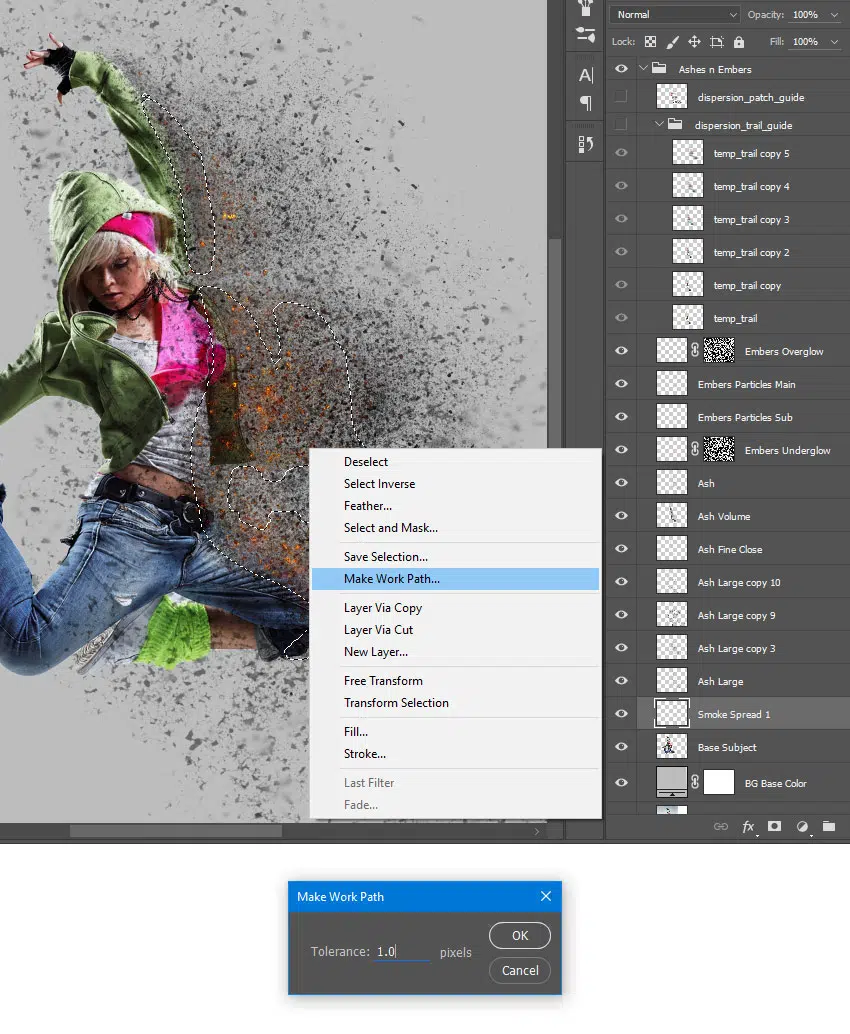 Normal
Opacity: 100%
Lock:
Fill: 100%
Ashes n Embers
dispersion_patch_guide
dispersion_trail_guide
temp_trail copy 5
temp_trail copy 4
temp_trail copy 3
temp_trail copy 2
temp_trail copy
temp_trail
Embers Overglow
Embers Particles Main
Embers Particles Sub
Embers Underglow
Ash
Ash Volume
Ash Fine Close
Ash Large copy 10
Ash Large copy 9
Ash Large copy 3
Ash Large
Smoke Spread 1
Base Subject
BG Base Color
fx
Deselect
Select Inverse
Feather...
Select and Mask...
Save Selection...
Make Work Path...
Layer Via Copy
Layer Via Cut
New Layer...
Free Transform
Transform Selection
Fill...
Stroke...
Last Filter
Fade...
Make Work Path
Tolerance: 1.0 pixels
OK
Cancel